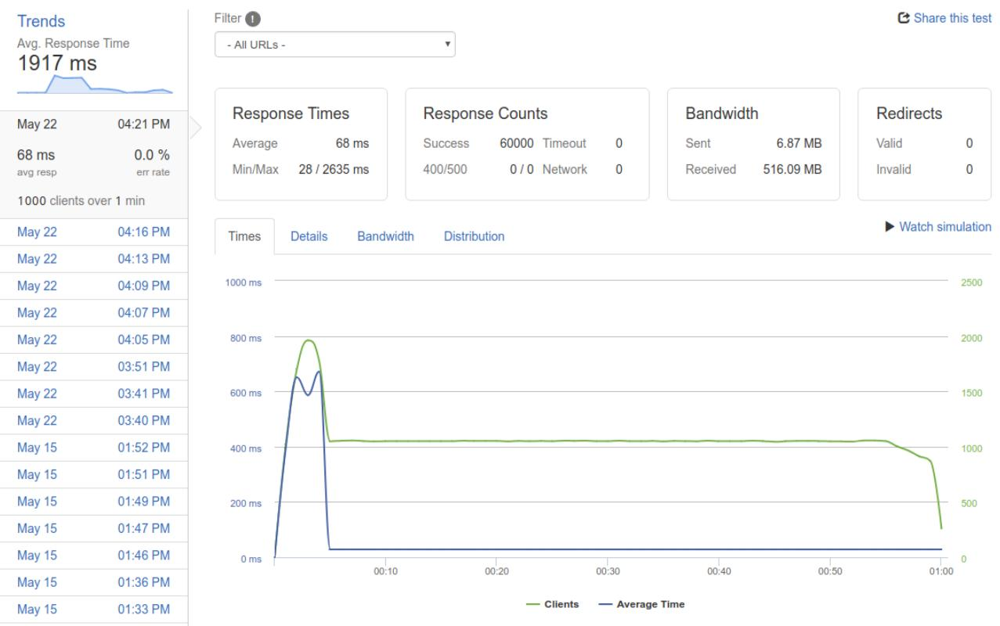 Trends
Avg. Response Time
1917 ms
May 22 04:21 PM
68 ms 0.0 %
avg resp err rate
1000 clients over 1 min
May 22 04:16 PM
May 22 04:13 PM
May 22 04:09 PM
May 22 04:07 PM
May 22 04:05 PM
May 22 03:51 PM
May 22 03:41 PM
May 22 03:40 PM
May 15 01:52 PM
May 15 01:51 PM
May 15 01:49 PM
May 15 01:47 PM
May 15 01:46 PM
May 15 01:36 PM
May 15 01:33 PM
Filter !
Share this test
- All URLs -
Response Times
Average 68 ms
Min/Max 28 / 2635 ms
Response Counts
Success 60000 Timeout 0
400/500 0 / 0 Network 0
Bandwidth
Sent 6.87 MB
Received 516.09 MB
Redirects
Valid 0
Invalid 0
Times Details Bandwidth Distribution
Watch simulation
1000 ms 2500
800 ms 2000
600 ms 1500
400 ms 1000
200 ms 500
0 ms 0
00:10 00:20 00:30 00:40 00:50 01:00
Clients Average Time